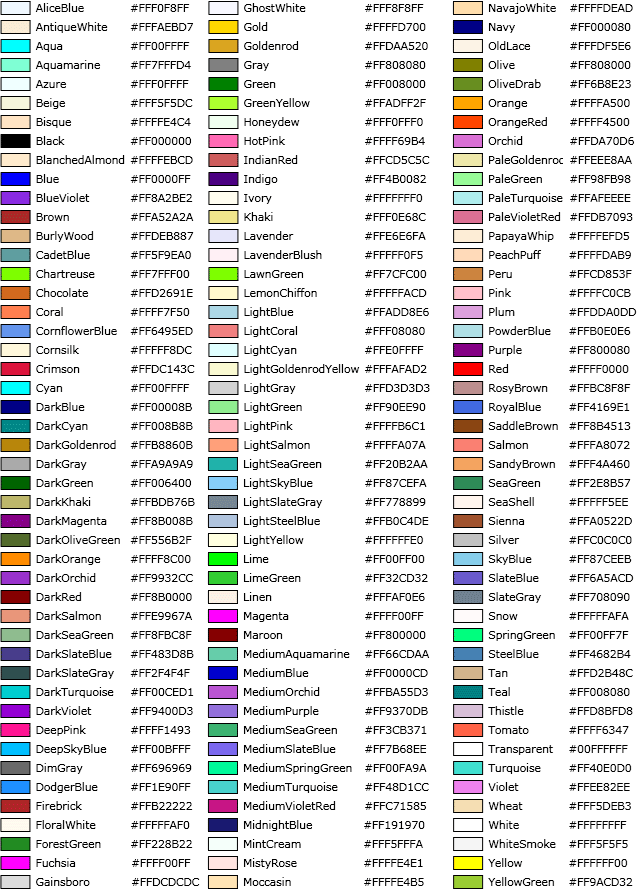 AliceBlue #FFF0F8FF
AntiqueWhite #FFFAEBD7
Aqua #FF00FFFF
Aquamarine #FF7FFFD4
Azure #FFF0FFFF
Beige #FFF5F5DC
Bisque #FFFFE4C4
Black #FF000000
BlanchedAlmond #FFFFEBCD
Blue #FF0000FF
BlueViolet #FF8A2BE2
Brown #FFA52A2A
BurlyWood #FFDEB887
CadetBlue #FF5F9EA0
Chartreuse #FF7FFF00
Chocolate #FFD2691E
Coral #FFFF7F50
CornflowerBlue #FF6495ED
Cornsilk #FFFFF8DC
Crimson #FFDC143C
Cyan #FF00FFFF
DarkBlue #FF00008B
DarkCyan #FF008B8B
DarkGoldenrod #FFB8860B
DarkGray #FFA9A9A9
DarkGreen #FF006400
DarkKhaki #FFBDB76B
DarkMagenta #FF8B008B
DarkOliveGreen #FF556B2F
DarkOrange #FFFF8C00
DarkOrchid #FF9932CC
DarkRed #FF8B0000
DarkSalmon #FFE9967A
DarkSeaGreen #FF8FBC8F
DarkSlateBlue #FF483D8B
DarkSlateGray #FF2F4F4F
DarkTurquoise #FF00CED1
DarkViolet #FF9400D3
DeepPink #FFFF1493
DeepSkyBlue #FF00BFFF
DimGray #FF696969
DodgerBlue #FF1E90FF
Firebrick #FFB22222
FloralWhite #FFFFFAF0
ForestGreen #FF228B22
Fuchsia #FFFF00FF
Gainsboro #FFDCDCDC
GhostWhite #FFF8F8FF
Gold #FFFFD700
Goldenrod #FFDAA520
Gray #FF808080
Green #FF008000
GreenYellow #FFADFF2F
Honeydew #FFF0FFF0
HotPink #FFFF69B4
IndianRed #FFCD5C5C
Indigo #FF4B0082
Ivory #FFFFFFF0
Khaki #FFF0E68C
Lavender #FFE6E6FA
LavenderBlush #FFFFF0F5
LawnGreen #FF7CFC00
LemonChiffon #FFFFFACD
LightBlue #FFADD8E6
LightCoral #FFF08080
LightCyan #FFE0FFFF
LightGoldenrodYellow #FFFAFAD2
LightGray #FFD3D3D3
LightGreen #FF90EE90
LightPink #FFFFB6C1
LightSalmon #FFFFA07A
LightSeaGreen #FF20B2AA
LightSkyBlue #FF87CEFA
LightSlateGray #FF778899
LightSteelBlue #FFB0C4DE
LightYellow #FFFFFFE0
Lime #FF00FF00
LimeGreen #FF32CD32
Linen #FFFAF0E6
Magenta #FFFF00FF
Maroon #FF800000
MediumAquamarine #FF66CDAA
MediumBlue #FF0000CD
MediumOrchid #FFBA55D3
MediumPurple #FF9370DB
MediumSeaGreen #FF3CB371
MediumSlateBlue #FF7B68EE
MediumSpringGreen #FF00FA9A
MediumTurquoise #FF48D1CC
MediumVioletRed #FFC71585
MidnightBlue #FF191970
MintCream #FFF5FFFA
MistyRose #FFFFE4E1
Moccasin #FFFFE4B5
NavajoWhite #FFFFDEAD
Navy #FF000080
OldLace #FFFDF5E6
Olive #FF808000
OliveDrab #FF6B8E23
Orange #FFFFA500
OrangeRed #FFFF4500
Orchid #FFDA70D6
PaleGoldenroc #FFEEE8AA
PaleGreen #FF98FB98
PaleTurquoise #FFAFEEEE
PaleVioletRed #FFDB7093
PapayaWhip #FFFFEFD5
PeachPuff #FFFFDAB9
Peru #FFCD853F
Pink #FFFFC0CB
Plum #FFDDA0DD
PowderBlue #FFB0E0E6
Purple #FF800080
Red #FFFF0000
RosyBrown #FFBC8F8F
RoyalBlue #FF4169E1
SaddleBrown #FF8B4513
Salmon #FFFA8072
SandyBrown #FFF4A460
SeaGreen #FF2E8B57
SeaShell #FFFFF5EE
Sienna #FFA0522D
Silver #FFC0C0C0
SkyBlue #FF87CEEB
SlateBlue #FF6A5ACD
SlateGray #FF708090
Snow #FFFFFAFA
SpringGreen #FF00FF7F
SteelBlue #FF4682B4
Tan #FFD2B48C
Teal #FF008080
Thistle #FFD8BFD8
Tomato #FFFF6347
Transparent #00FFFFFF
Turquoise #FF40E0D0
Violet #FFEE82EE
Wheat #FFF5DEB3
White #FFFFFFFF
WhiteSmoke #FFF5F5F5
Yellow #FFFFFF00
YellowGreen #FF9ACD32